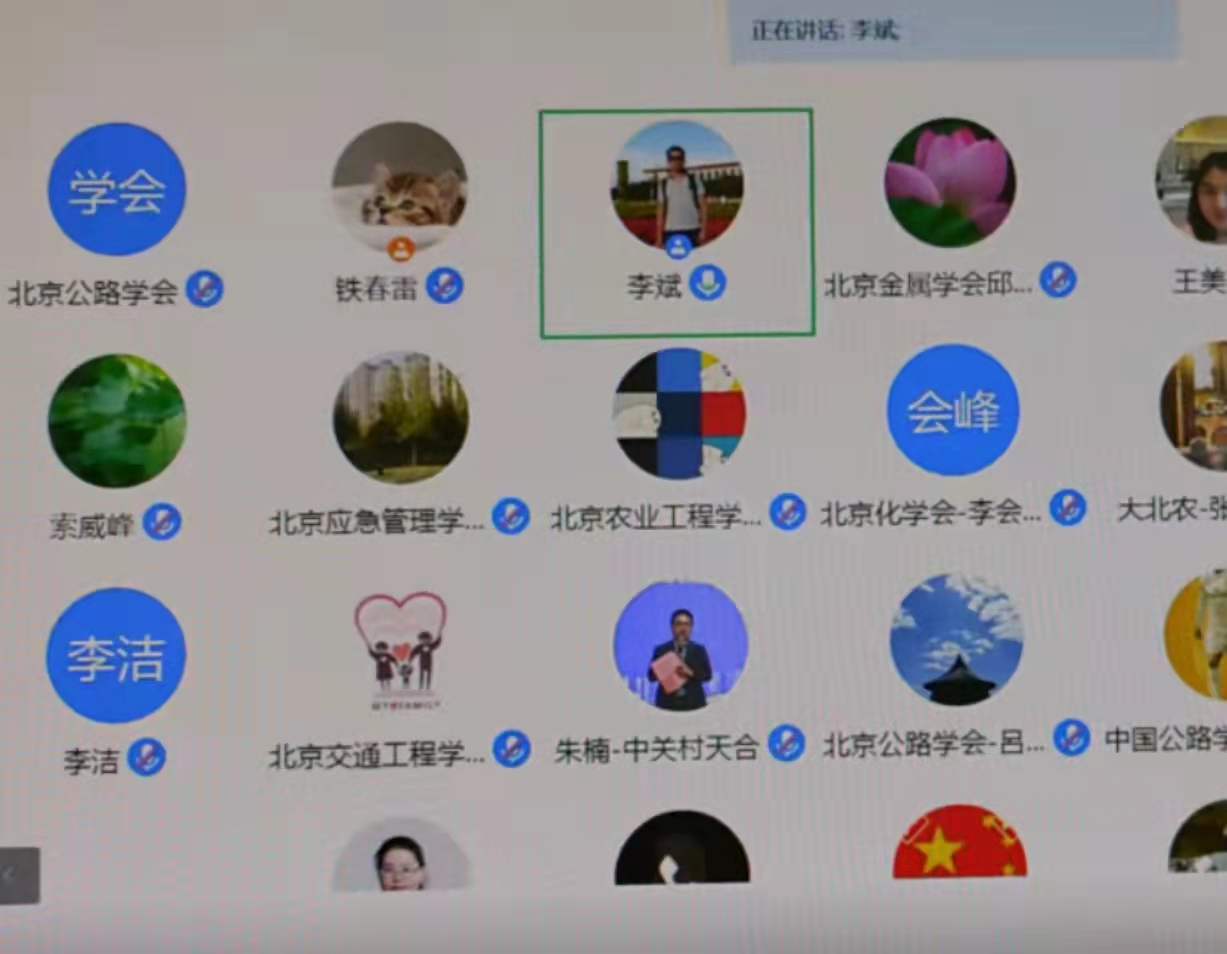 正在讲话: 李斌
学会
北京公路学会
铁春雷
李斌
北京金属学会邱...
王美
会峰
索威峰
北京应急管理学...
北京农业工程学...
北京化学会-李会...
大北农-张
李洁
李洁
北京交通工程学...
朱楠-中关村天合
北京公路学会-吕...
中国公路学